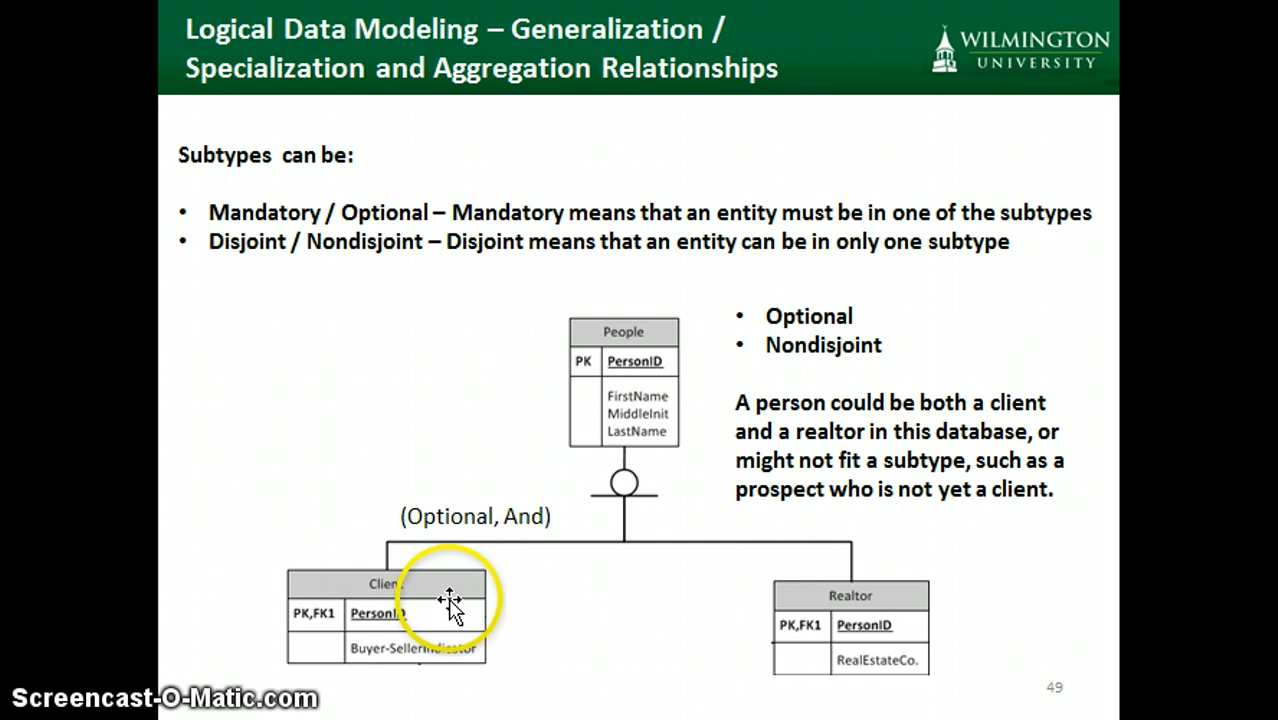 Logical Data Modeling – Generalization /
Specialization and Aggregation Relationships
WILMINGTON
UNIVERSITY
Subtypes can be:
• Mandatory / Optional – Mandatory means that an entity must be in one of the subtypes
• Disjoint / Nondisjoint – Disjoint means that an entity can be in only one subtype
• Optional
• Nondisjoint
A person could be both a client
and a realtor in this database, or
might not fit a subtype, such as a
prospect who is not yet a client.
People
PK PersonID
FirstName
MiddleInit
LastName
(Optional, And)
Client
PK,FK1 PersonID
Buyer-SellerIndicator
Realtor
PK,FK1 PersonID
RealEstateCo.
49
Screencast-O-Matic.com